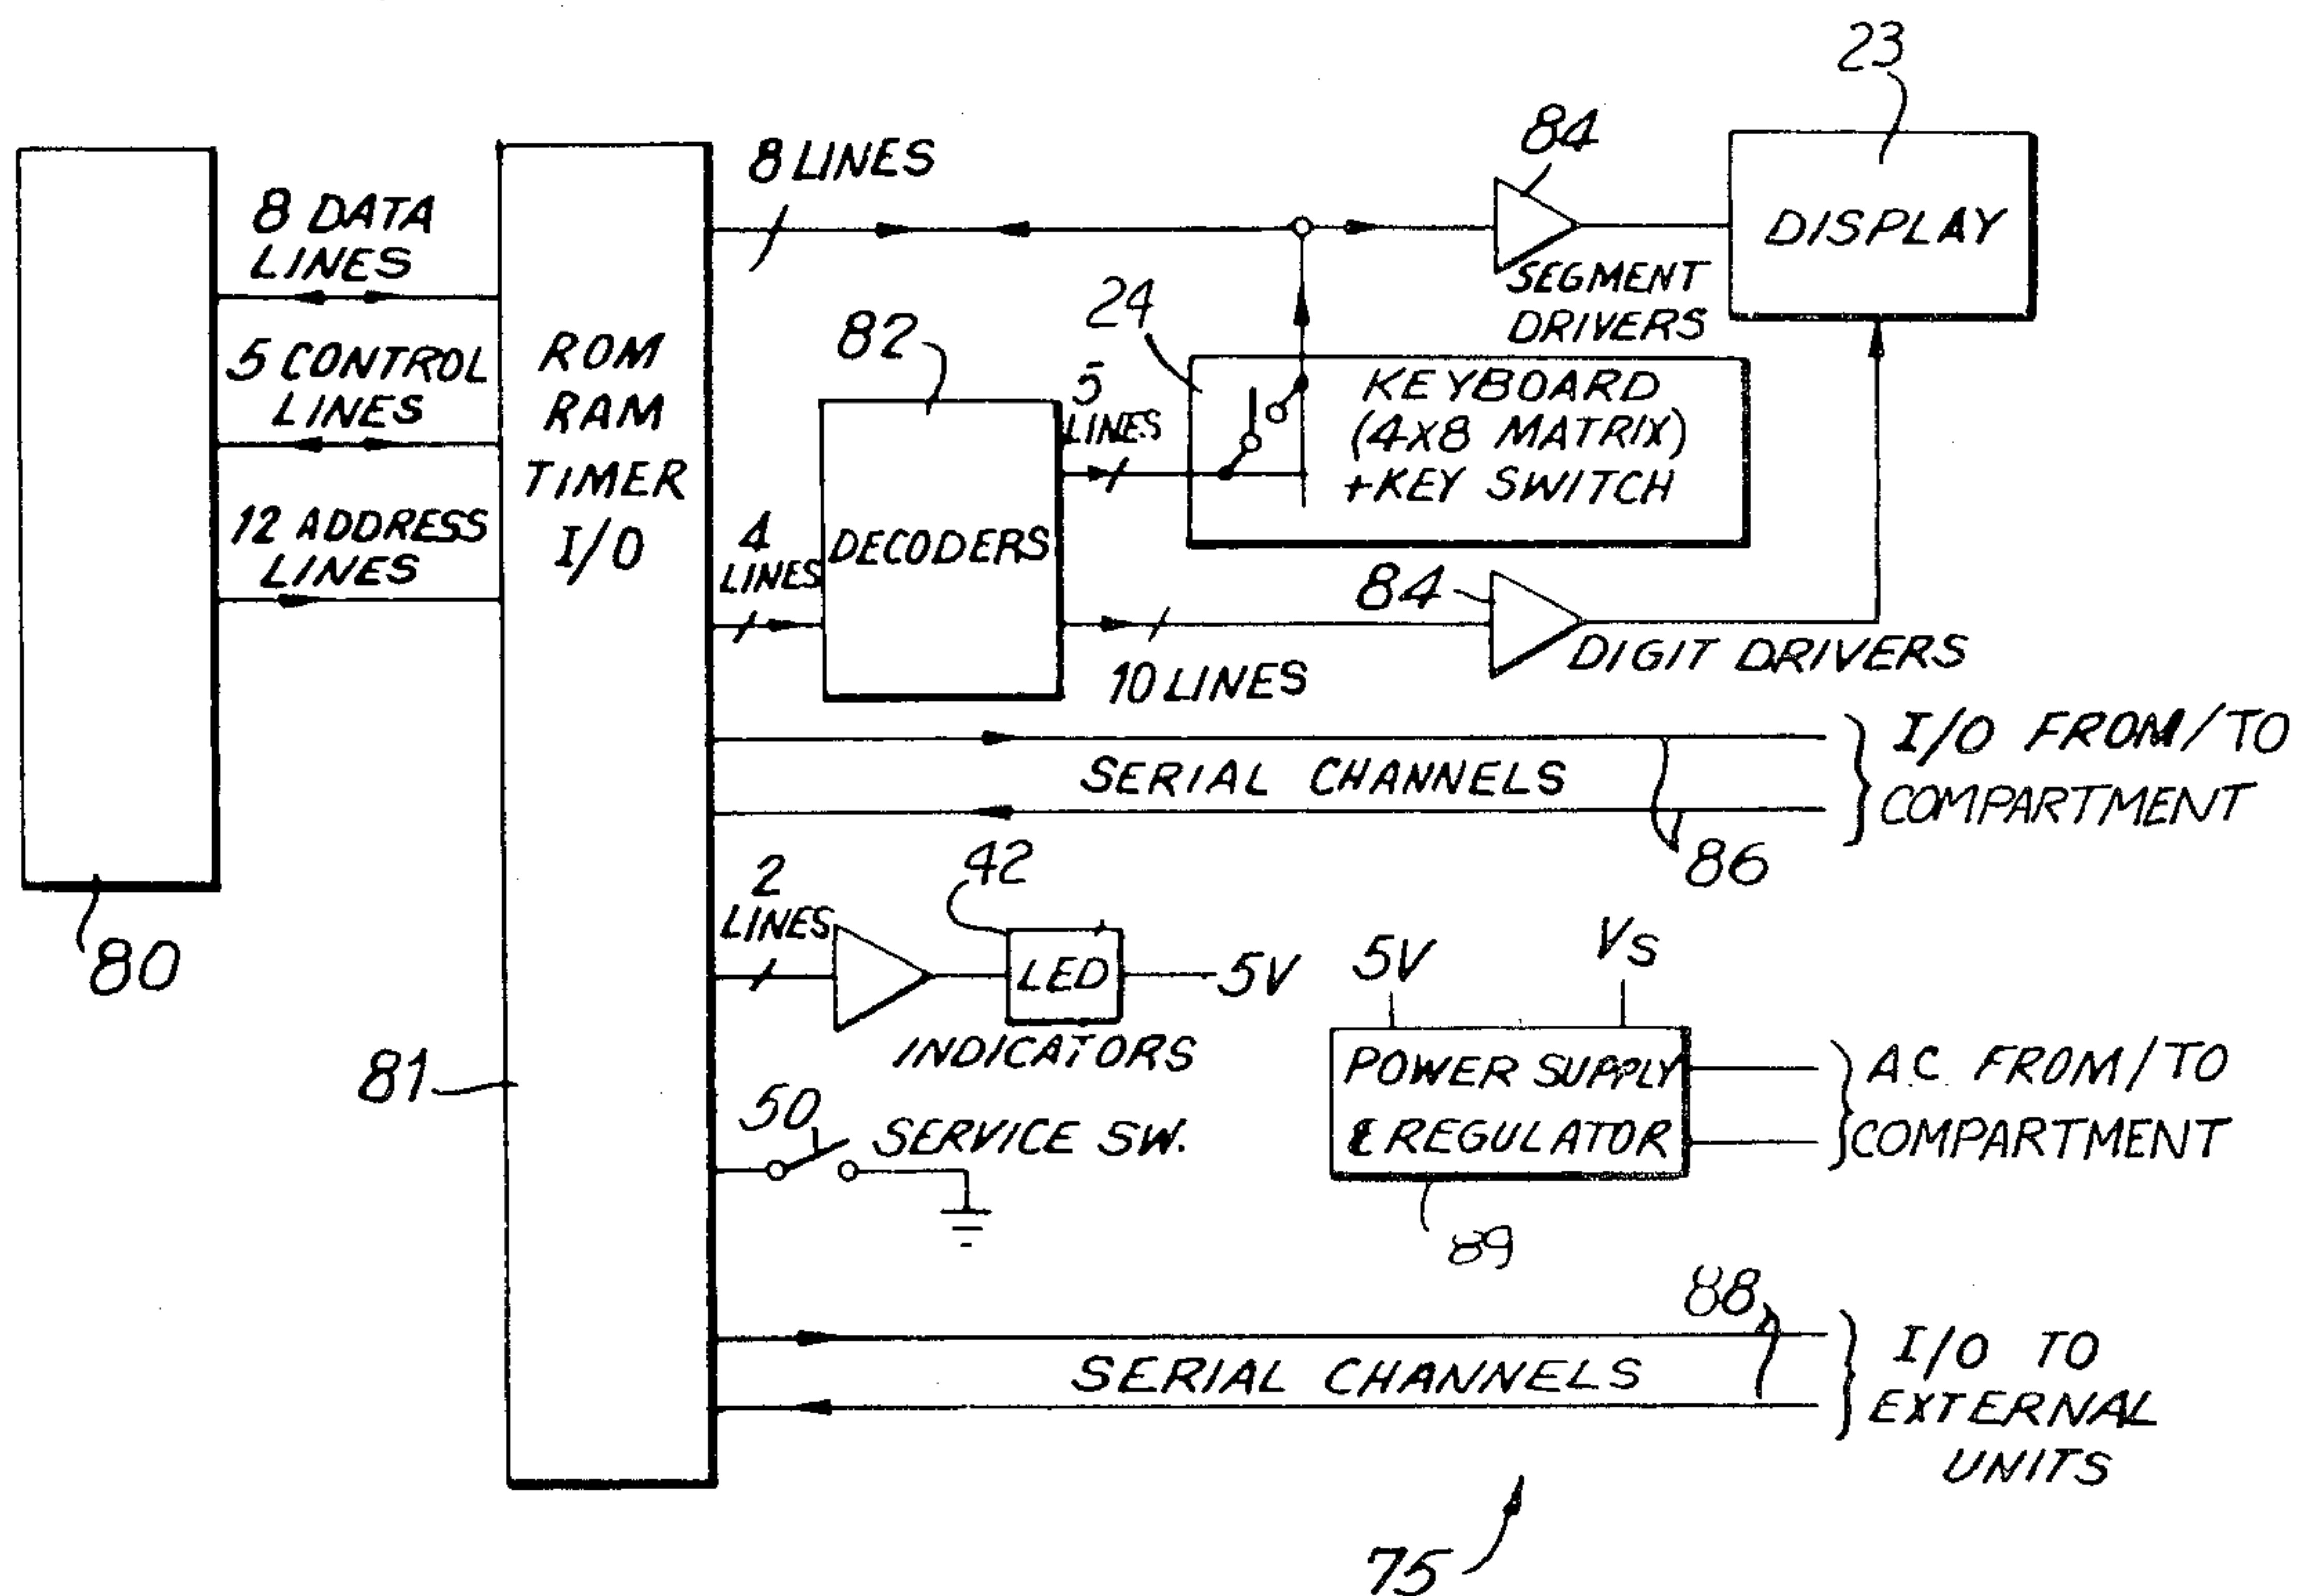 23
84
8 LINES
8 DATA
LINES
DISPLAY
SEGMENT
DRIVERS
24
82
5 CONTROL
LINES
ROM
RAM
TIMER
I/O
5
LINES
KEYBOARD
(4X8 MATRIX)
+KEY SWITCH
12 ADDRESS
LINES
4
LINES
DECODERS
84
DIGIT DRIVERS
10 LINES
SERIAL CHANNELS
I/O FROM/TO
COMPARTMENT
86
80
2
LINES
42
LED
5V
INDICATORS
5V
VS
POWER SUPPLY
& REGULATOR
A.C FROM/TO
COMPARTMENT
81
50
SERVICE SW.
89
88
SERIAL CHANNELS
I/O TO
EXTERNAL
UNITS
75